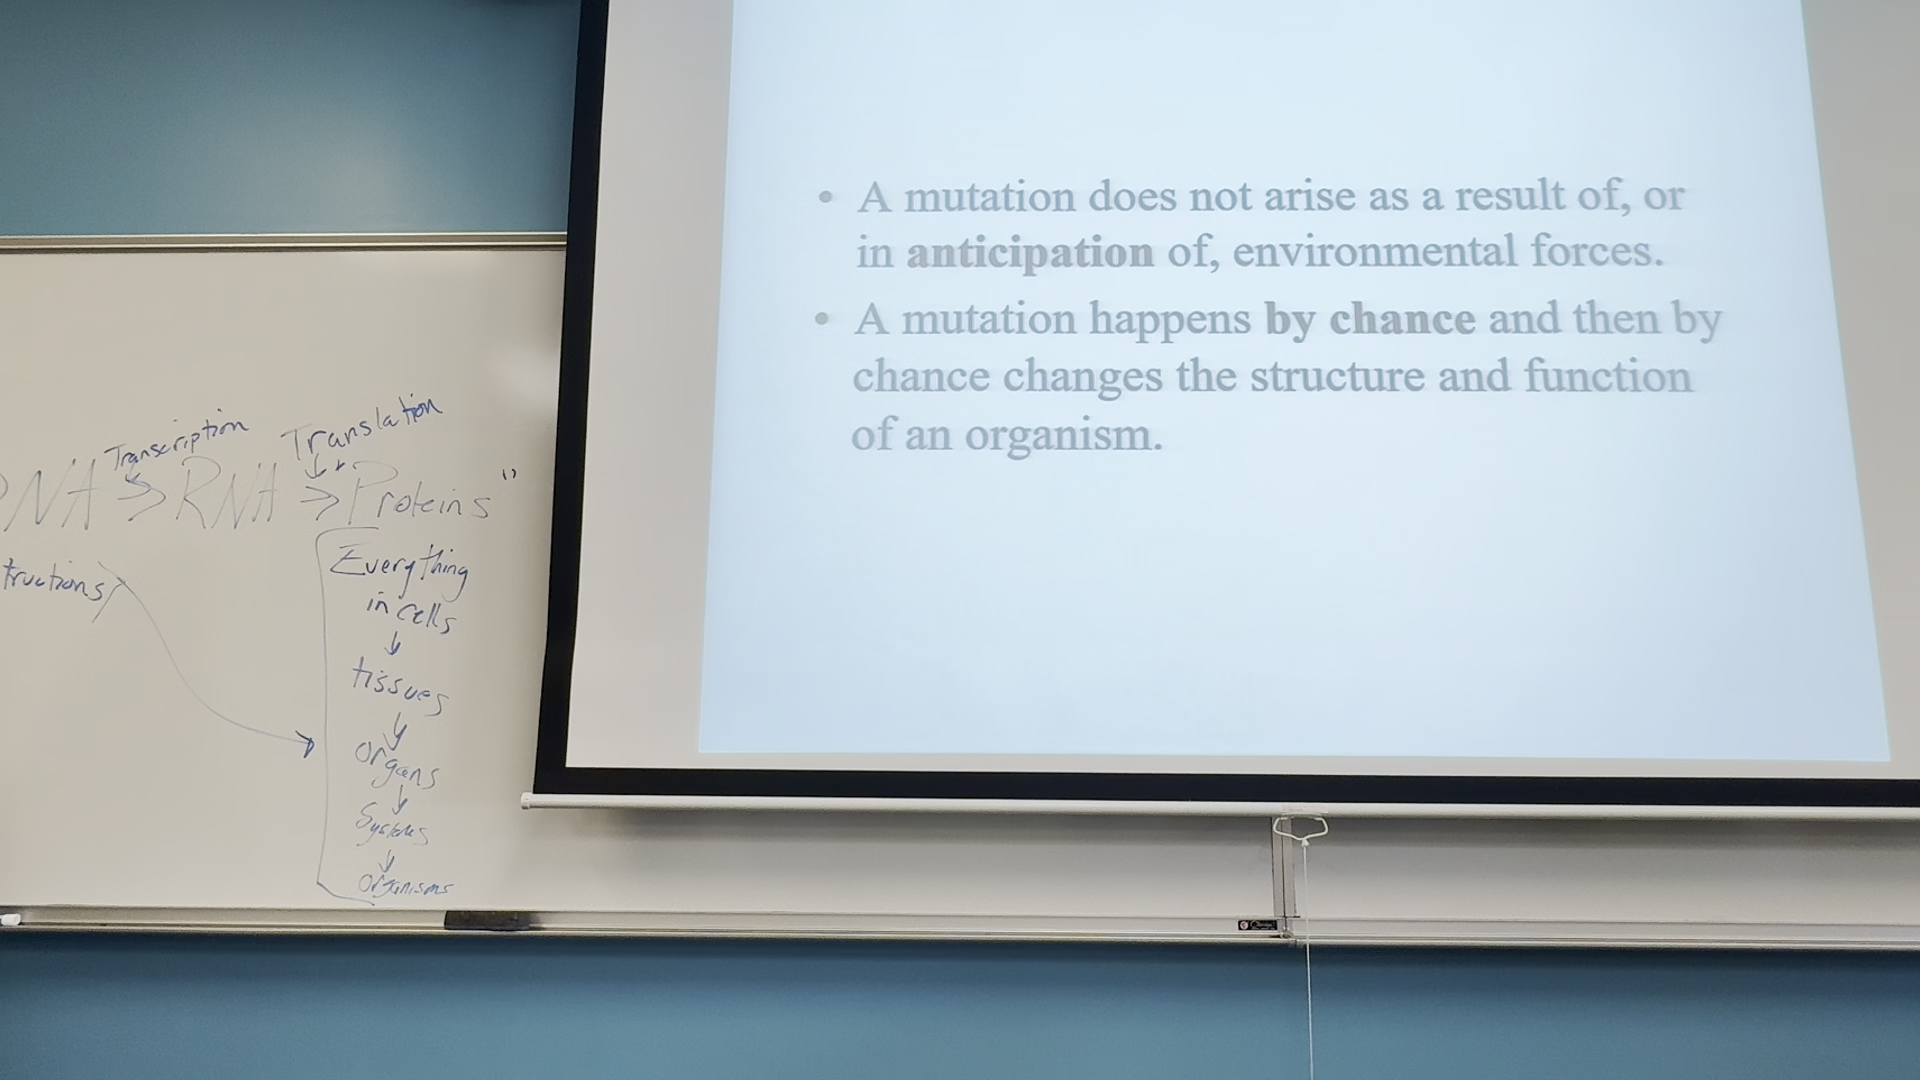 • A mutation does not arise as a result of, or
in anticipation of, environmental forces.
• A mutation happens by chance and then by
chance changes the structure and function
of an organism.
Transcription Translation
NA → RNA → Proteins"
tructions)
Everything
in cells
↓
tissues
↓
organs
↓
Systems
↓
organisms